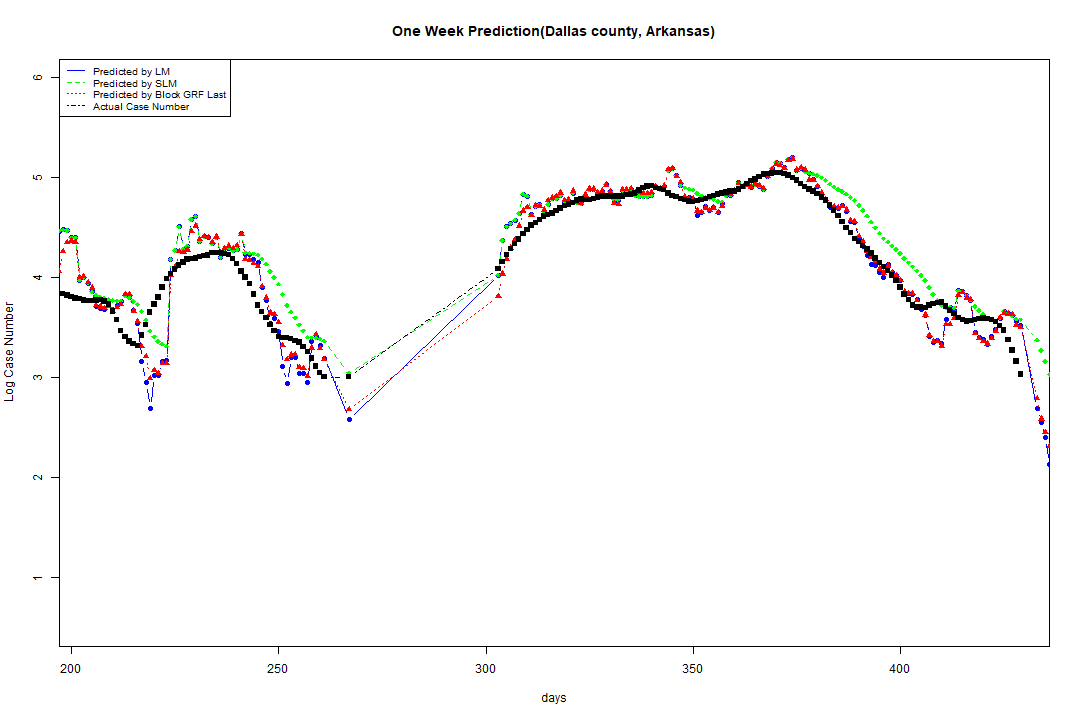 One Week Prediction(Dallas county, Arkansas)
Predicted by LM
Predicted by SLM
Predicted by Block GRF Last
Actual Case Number
6
5
4
3
2
1
Log Case Number
200 250 300 350 400
days